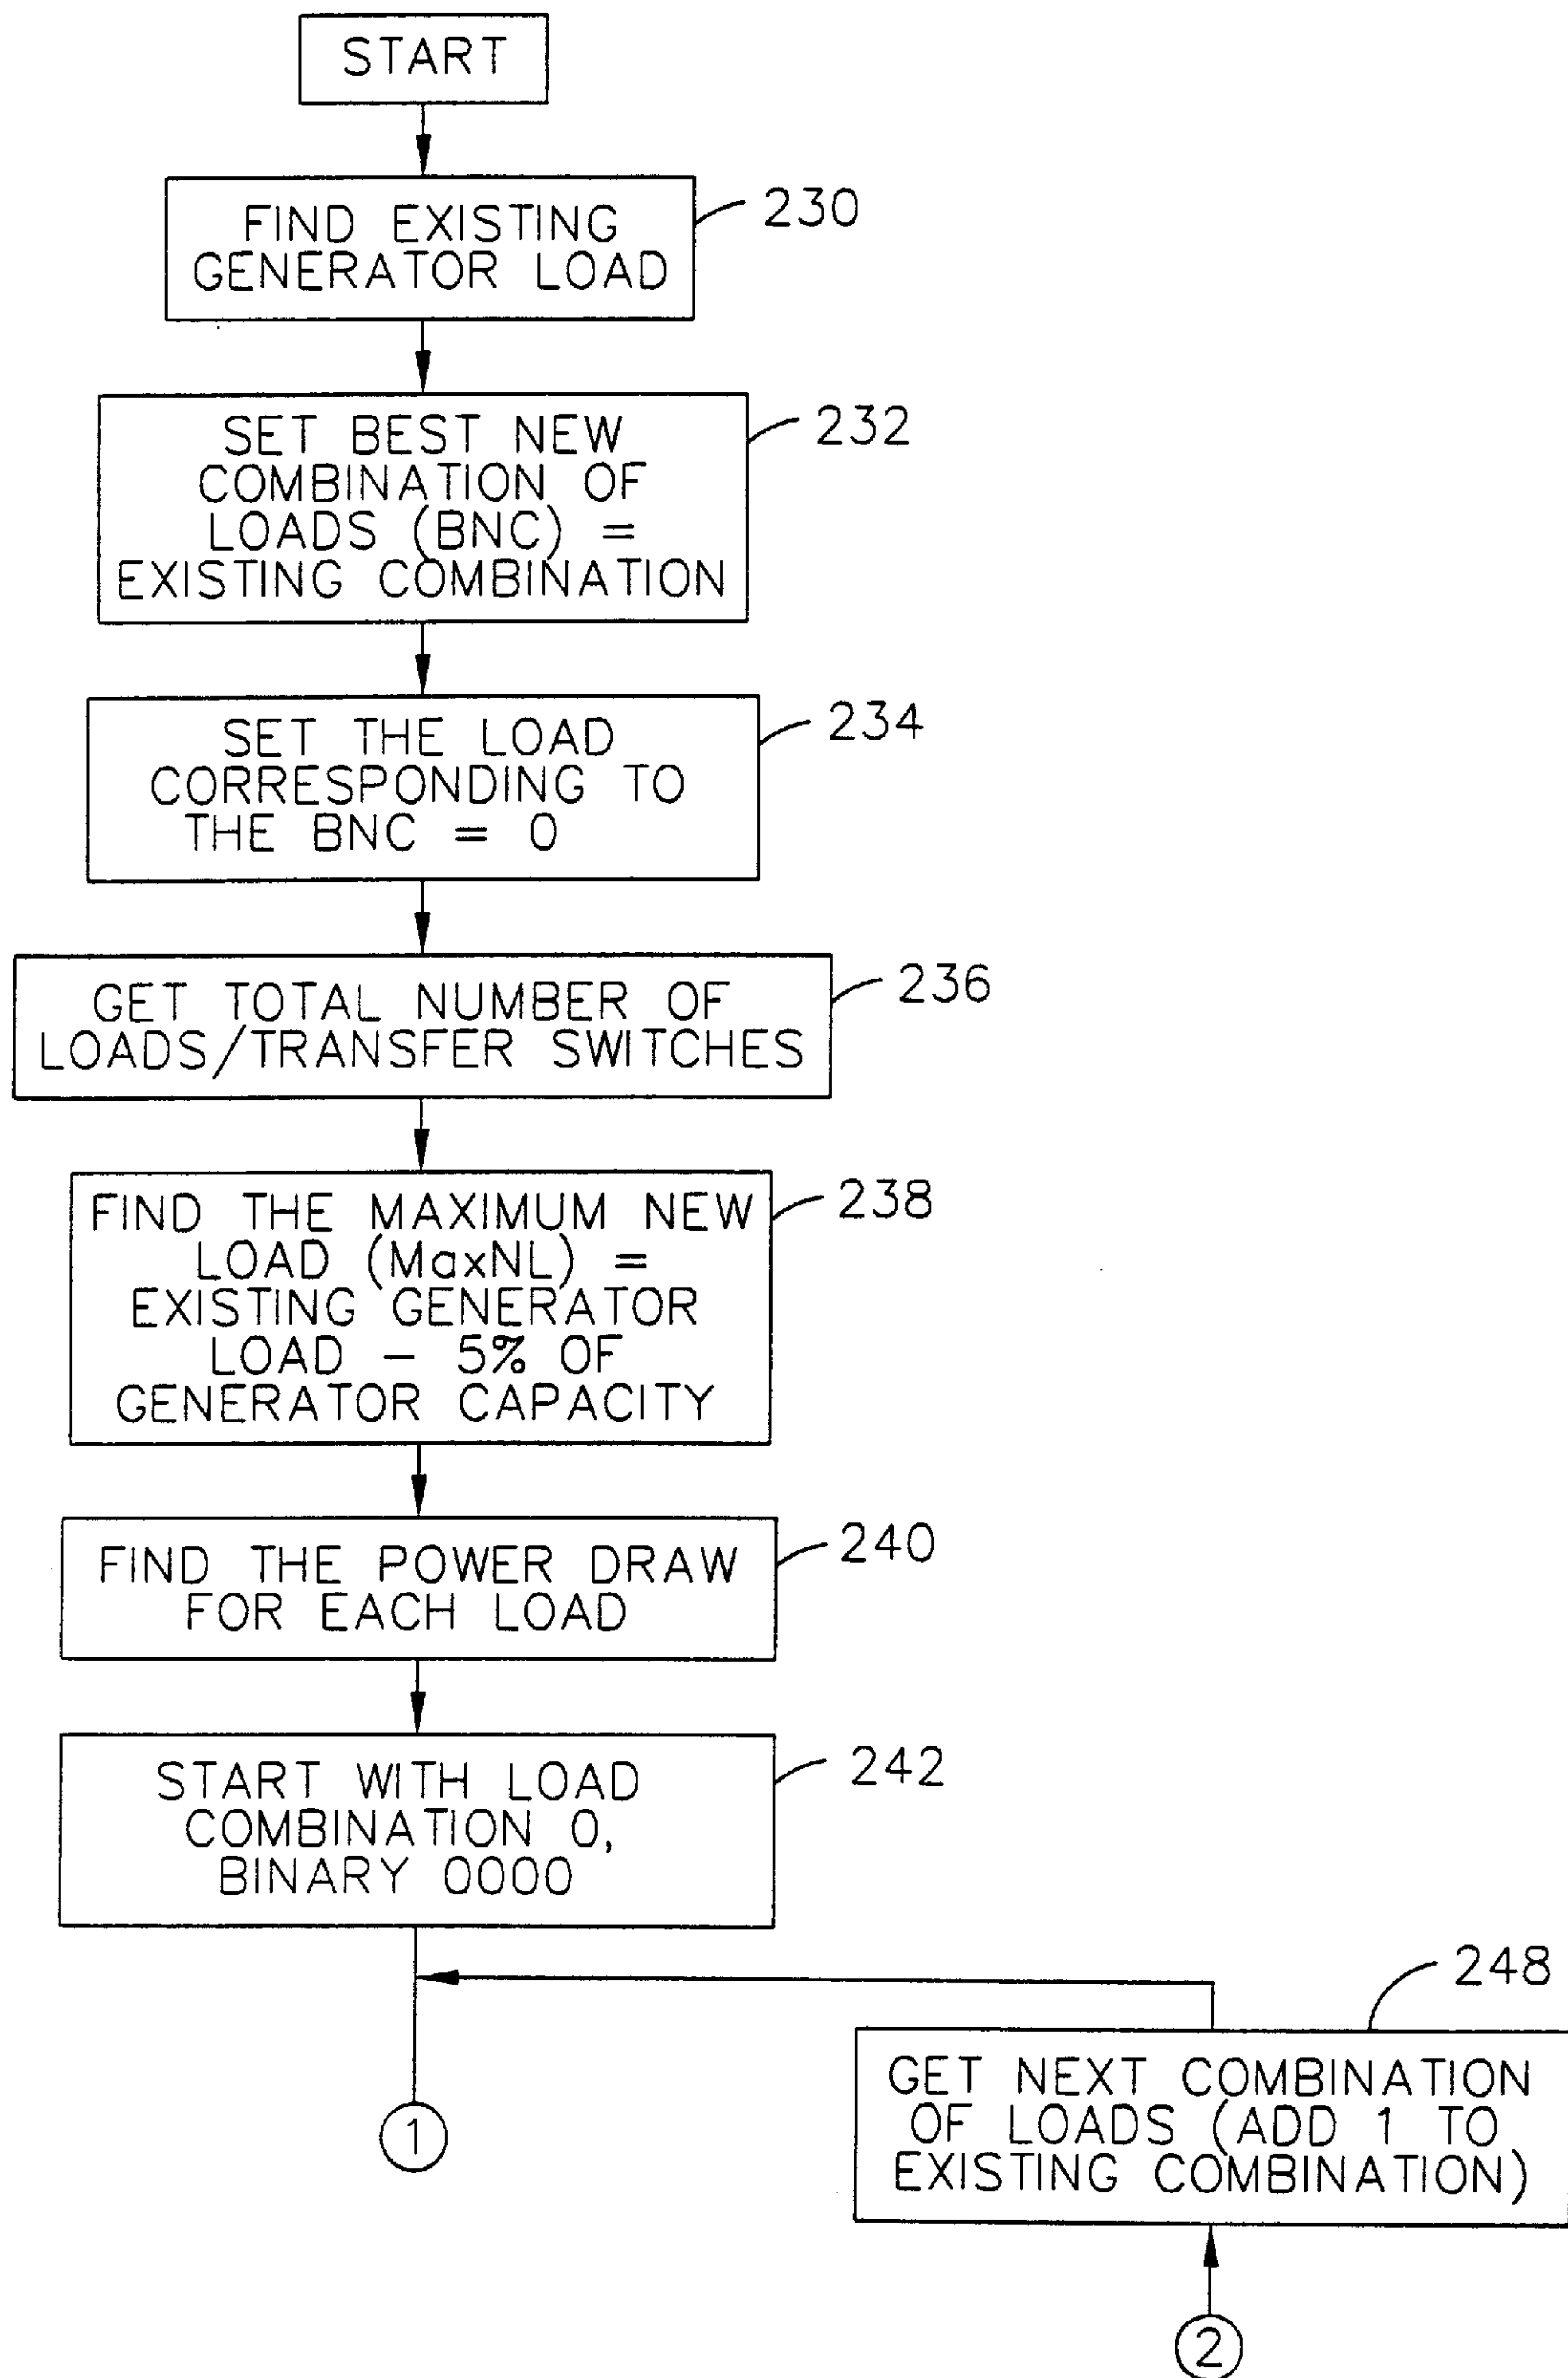 START
FIND EXISTING
GENERATOR LOAD
230
SET BEST NEW
COMBINATION OF
LOADS (BNC) =
EXISTING COMBINATION
232
SET THE LOAD
CORRESPONDING TO
THE BNC = 0
234
GET TOTAL NUMBER OF
LOADS/TRANSFER SWITCHES
236
FIND THE MAXIMUM NEW
LOAD (MaxNL) =
EXISTING GENERATOR
LOAD - 5% OF
GENERATOR CAPACITY
238
FIND THE POWER DRAW
FOR EACH LOAD
240
START WITH LOAD
COMBINATION 0,
BINARY 0000
242
248
GET NEXT COMBINATION
OF LOADS (ADD 1 TO
EXISTING COMBINATION)
1
2